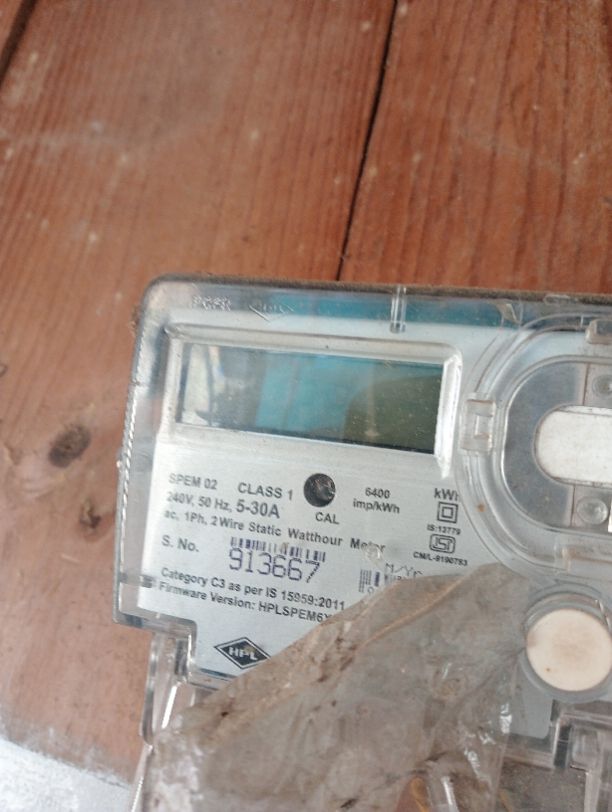 SPEM 02 CLASS 1
240V, 50 Hz, 5-30A
CAL
6400
imp/kWh
kWh
ac, 1Ph, 2 Wire Static Watthour Meter
IS:13779
S. No.
913667
CM/L-9190753
Category C3 as per IS 15959:2011
Firmware Version: HPLSPEM6
HPL